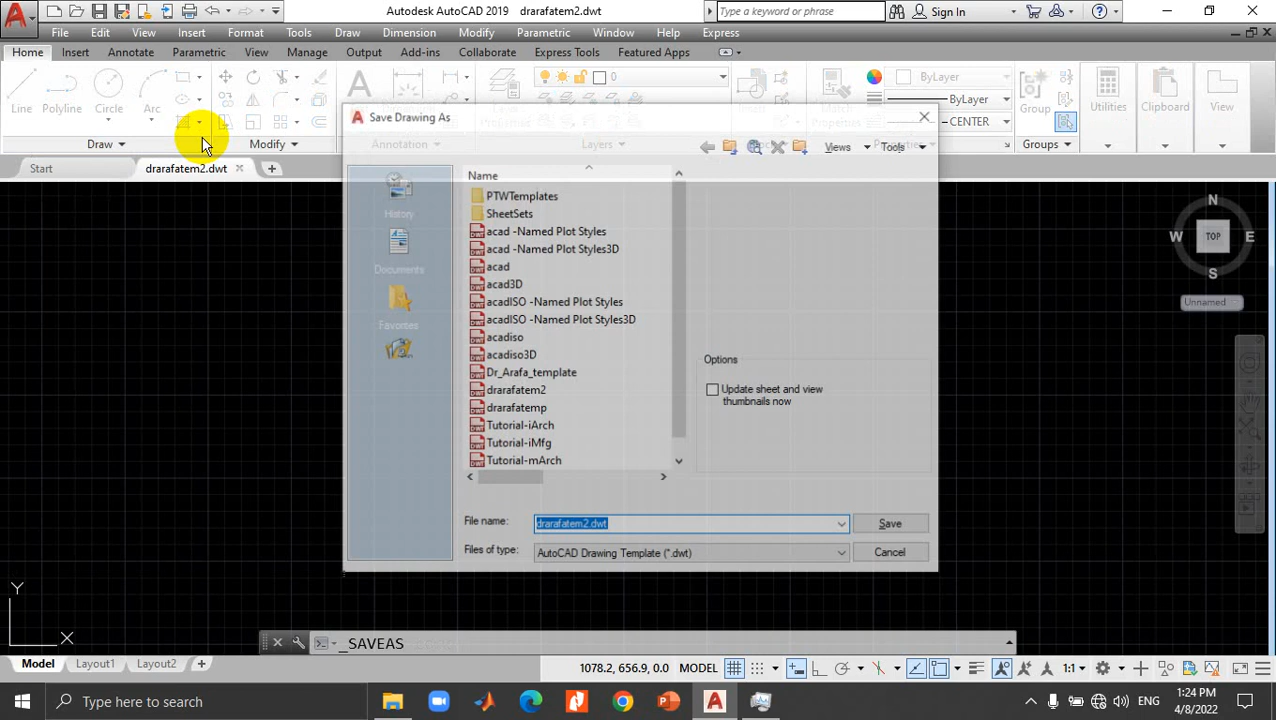 Autodesk AutoCAD 2019 drarafatem2.dwt
Type a keyword or phrase
Sign In
File Edit View Insert Format Tools Draw Dimension Modify Parametric Window Help Express
Home Insert Annotate Parametric View Manage Output Add-ins Collaborate Express Tools Featured Apps
Line Polyline Circle Arc
0
ByLayer
ByLayer
CENTER
Group
Utilities
Clipboard
View
Draw
Modify
Annotation
Layers
Block
Groups
Start
drarafatem2.dwt
Save Drawing As
Views
Tools
Name
History
Documents
Favorites
PTWTemplates
SheetSets
acad -Named Plot Styles
acad -Named Plot Styles3D
acad
acad3D
acadISO -Named Plot Styles
acadISO -Named Plot Styles3D
acadiso
acadiso3D
Dr_Arafa_template
drarafatem2
drarafatemp
Tutorial-iArch
Tutorial-iMfg
Tutorial-mArch
Options
Update sheet and view
thumbnails now
File name:
drarafatem2.dwt
Save
Files of type:
AutoCAD Drawing Template (*.dwt)
Cancel
N
W
TOP
E
S
Unnamed
Y
X
_SAVEAS
Model
Layout1
Layout2
1078.2, 656.9, 0.0
MODEL
1:1
Type here to search
ENG
1:24 PM
4/8/2022